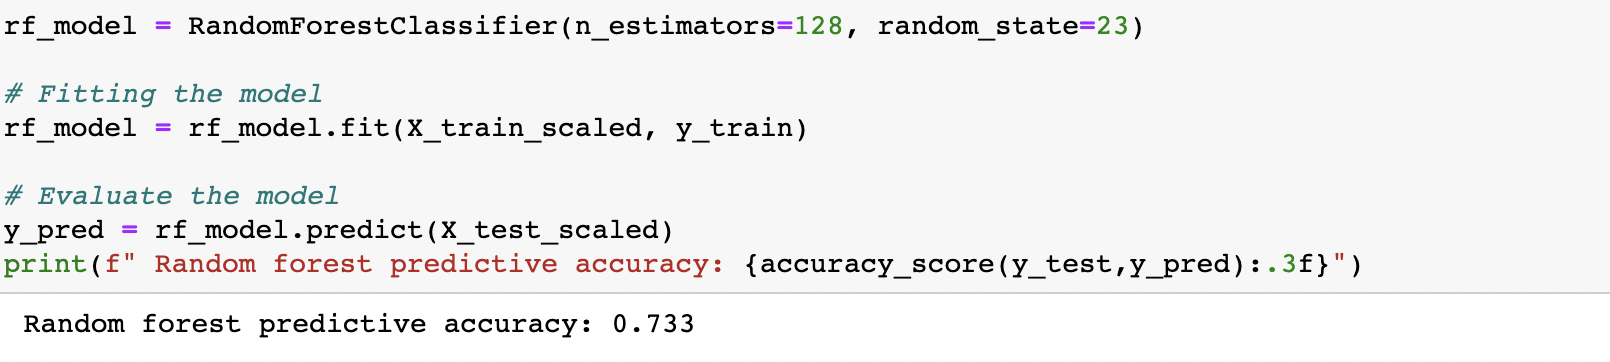 rf_model = RandomForestClassifier(n_estimators=128, random_state=23)
# Fitting the model
rf_model = rf_model.fit(X_train_scaled, y_train)
# Evaluate the model
y_pred = rf_model.predict(X_test_scaled)
print(f" Random forest predictive accuracy: {accuracy_score(y_test,y_pred):.3f}")
Random forest predictive accuracy: 0.733